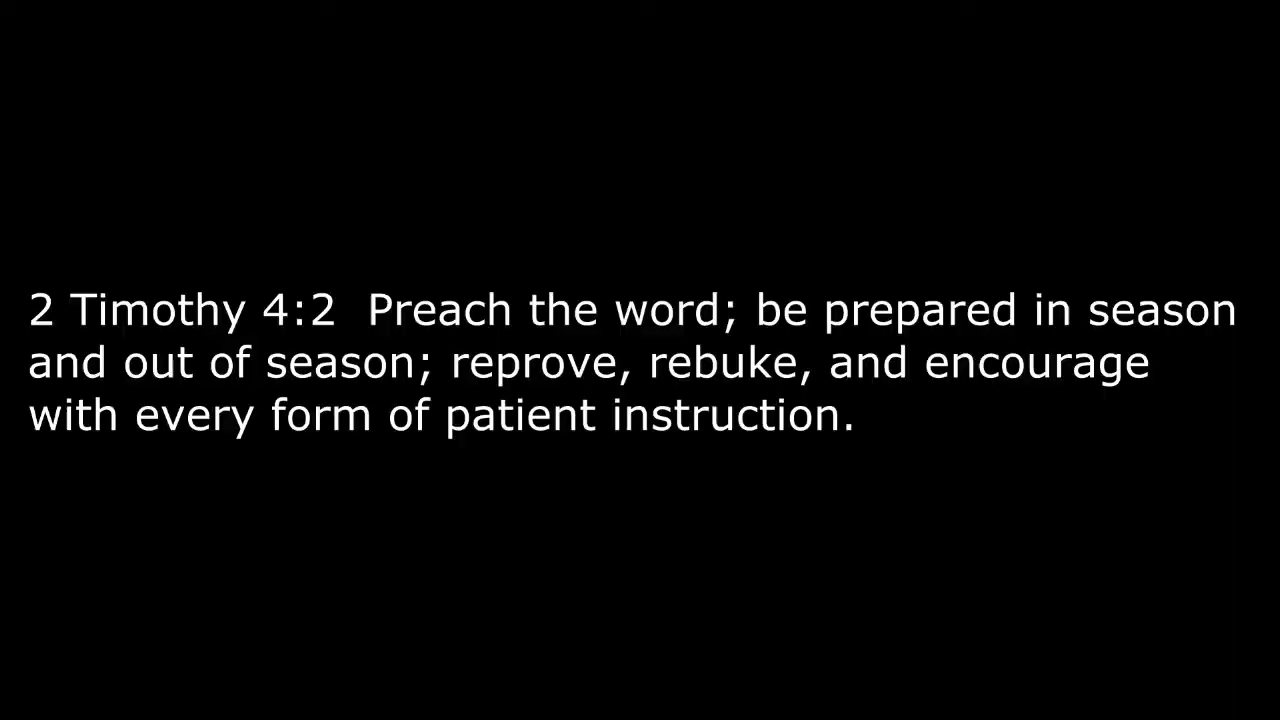 2 Timothy 4:2  Preach the word; be prepared in season
and out of season; reprove, rebuke, and encourage
with every form of patient instruction.